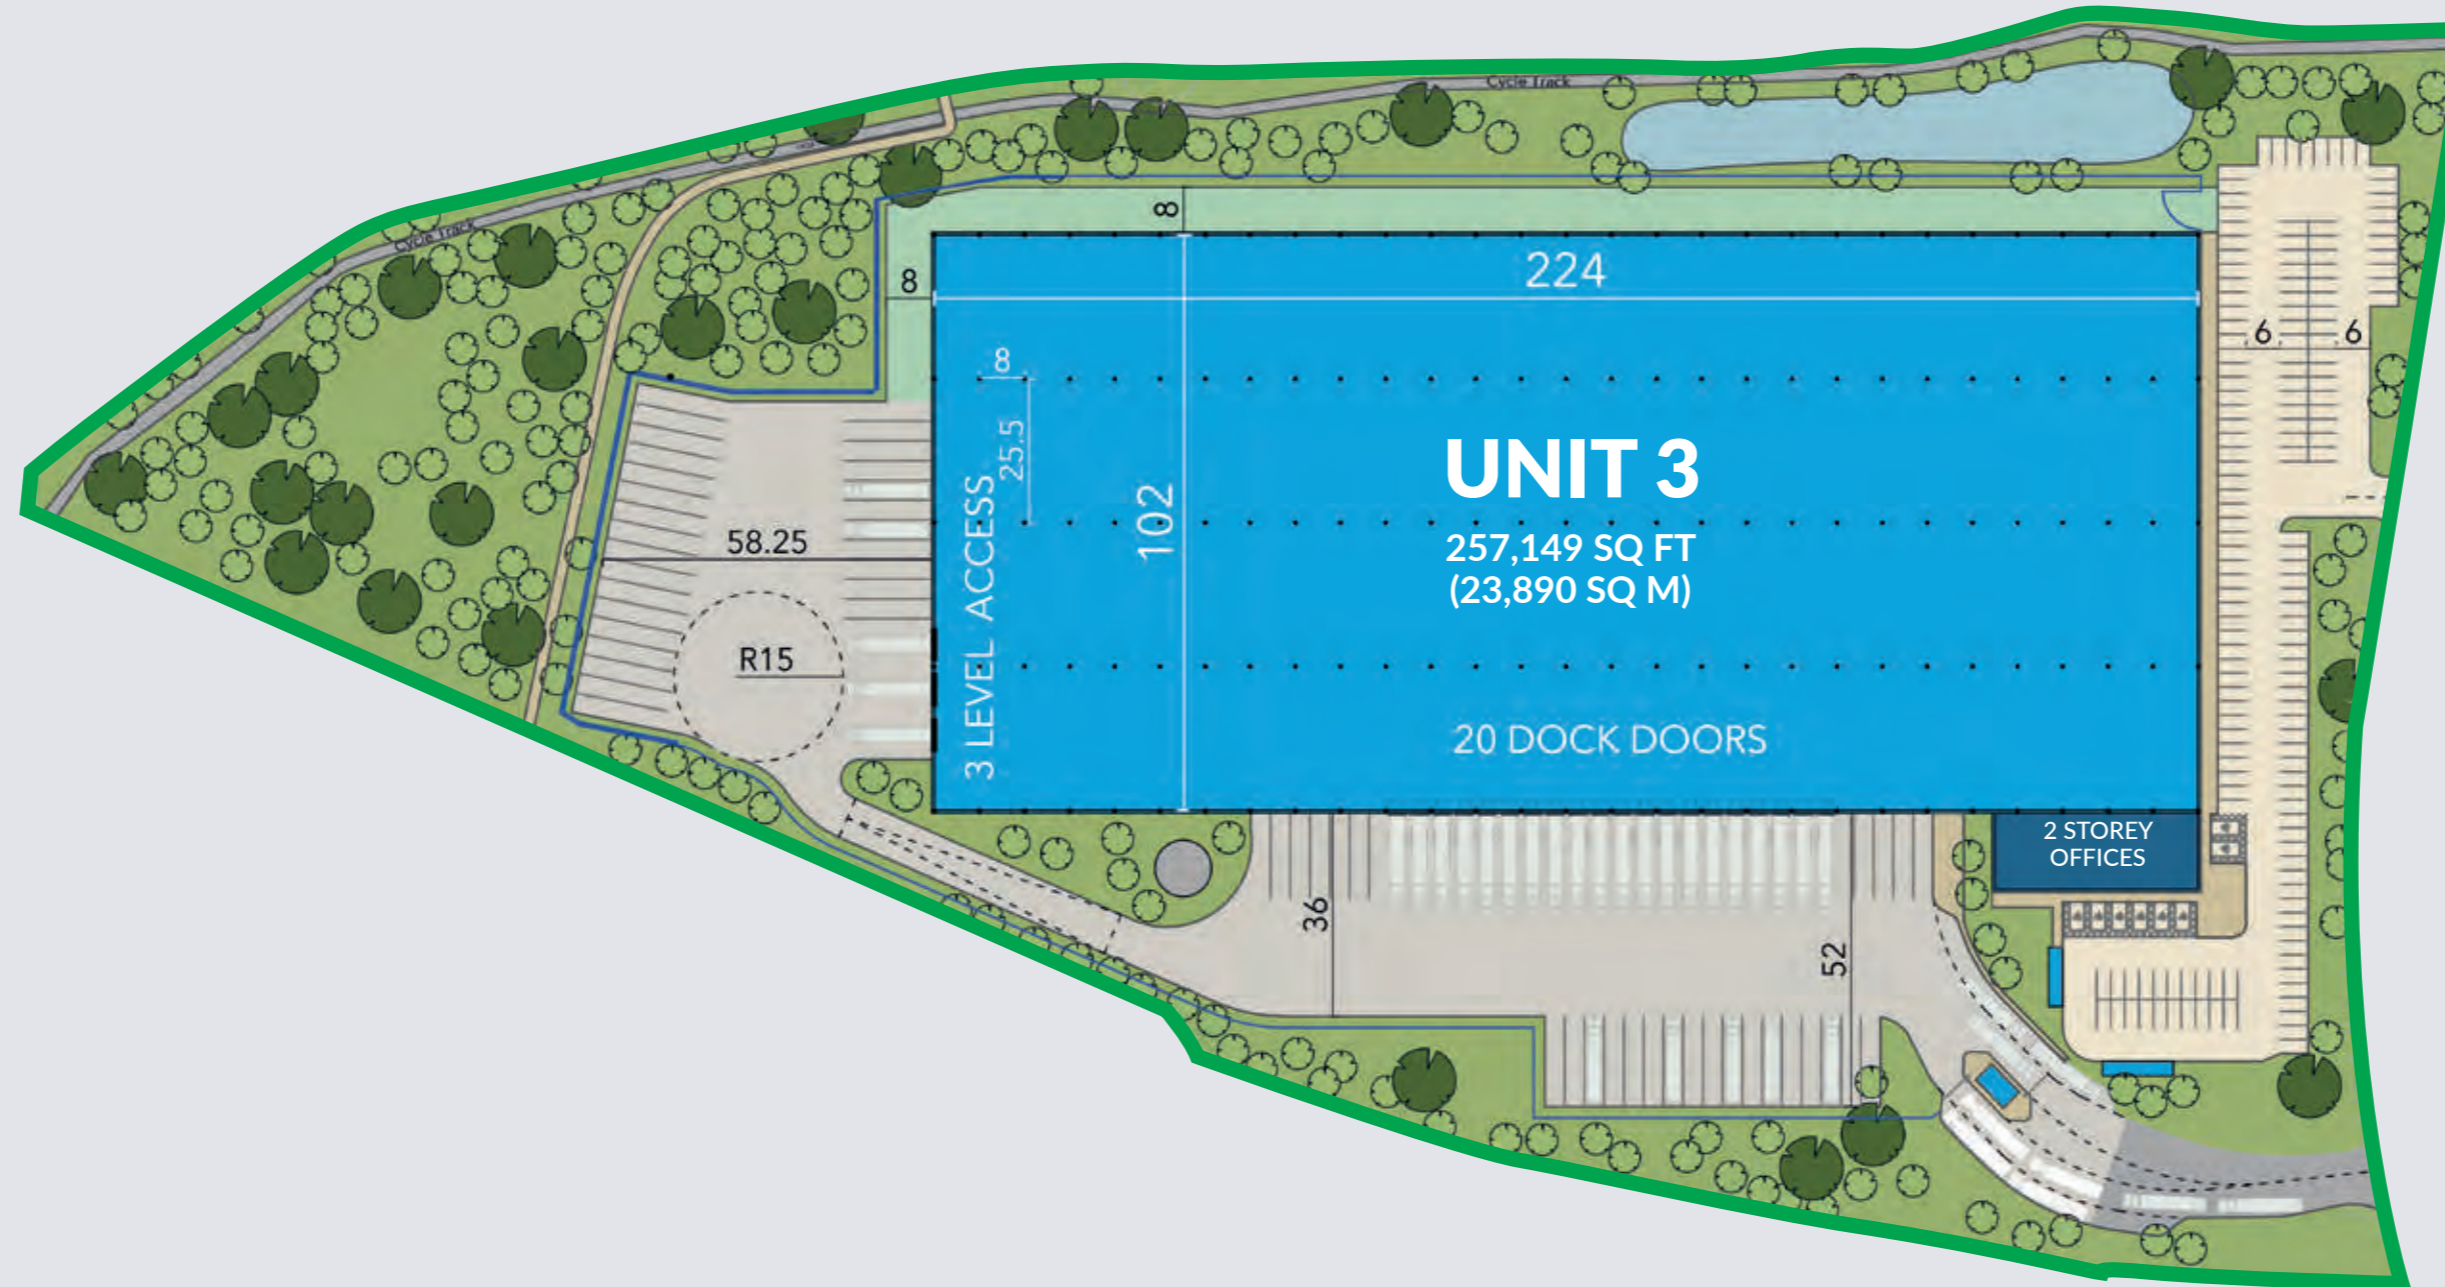 Cycle Track
Cycle Track
8
224
8
6
6
8
25.5
3 LEVEL ACCESS
102
UNIT 3
257,149 SQ FT
(23,890 SQ M)
58.25
R15
20 DOCK DOORS
2 STOREY
OFFICES
36
52